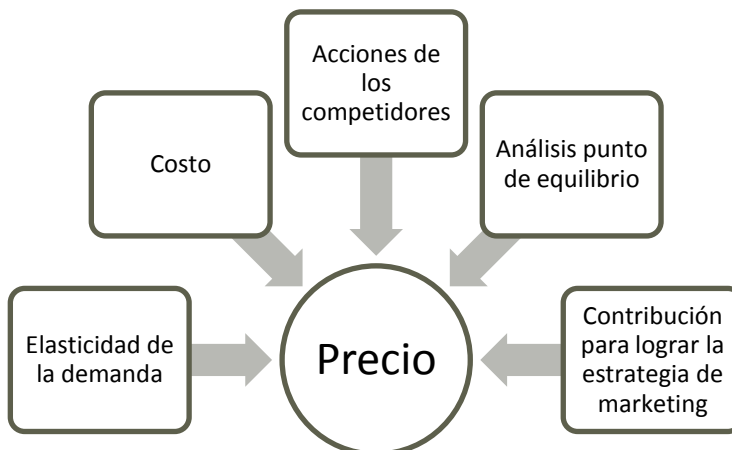 Acciones de
los
competidores
Costo
Análisis punto
de equilibrio
Elasticidad de
la demanda
Precio
Contribución
para lograr la
estrategia de
marketing